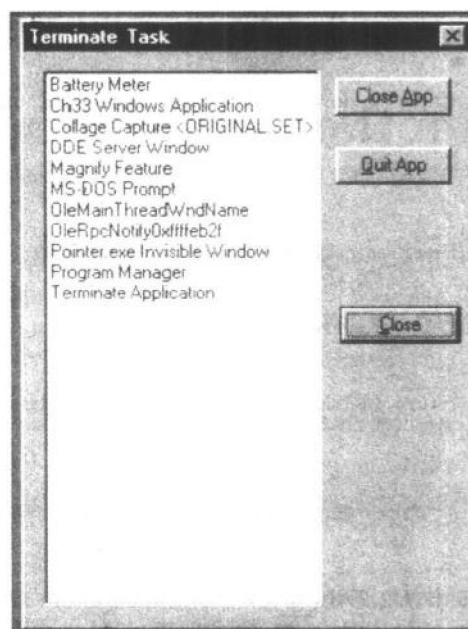 Terminate Task
Battery Meter
Ch33 Windows Application
Collage Capture <ORIGINAL SET>
DDE Server Window
Magnify Feature
MS-DOS Prompt
OleMainThreadWndName
OleRpcNotify0xffffeb2f
Pointer.exe Invisible Window
Program Manager
Terminate Application
Close App
Quit App
Close